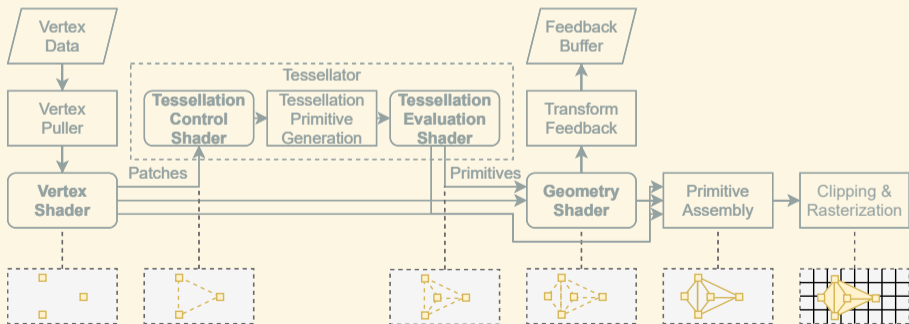 Vertex
Data
Feedback
Buffer
Tessellator
Vertex
Puller
Tessellation
Control
Shader
Tessellation
Primitive
Generation
Tessellation
Evaluation
Shader
Transform
Feedback
Patches
Primitives
Vertex
Shader
Geometry
Shader
Primitive
Assembly
Clipping &
Rasterization